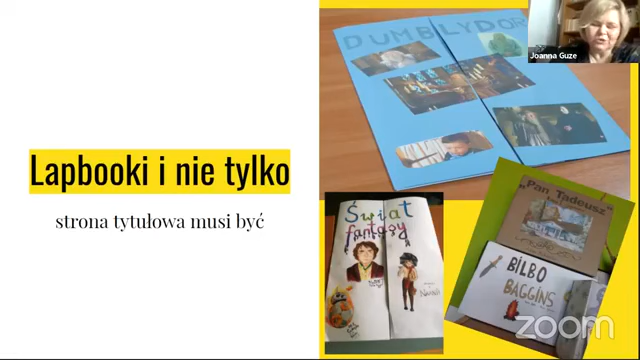 Lapbooki i nie tylko
strona tytułowa musi być
DUMBLYDOR
Joanna Guze
Świat
fantasy
"Pan Tadeusz"
BILBO
BAGGINS
zoom